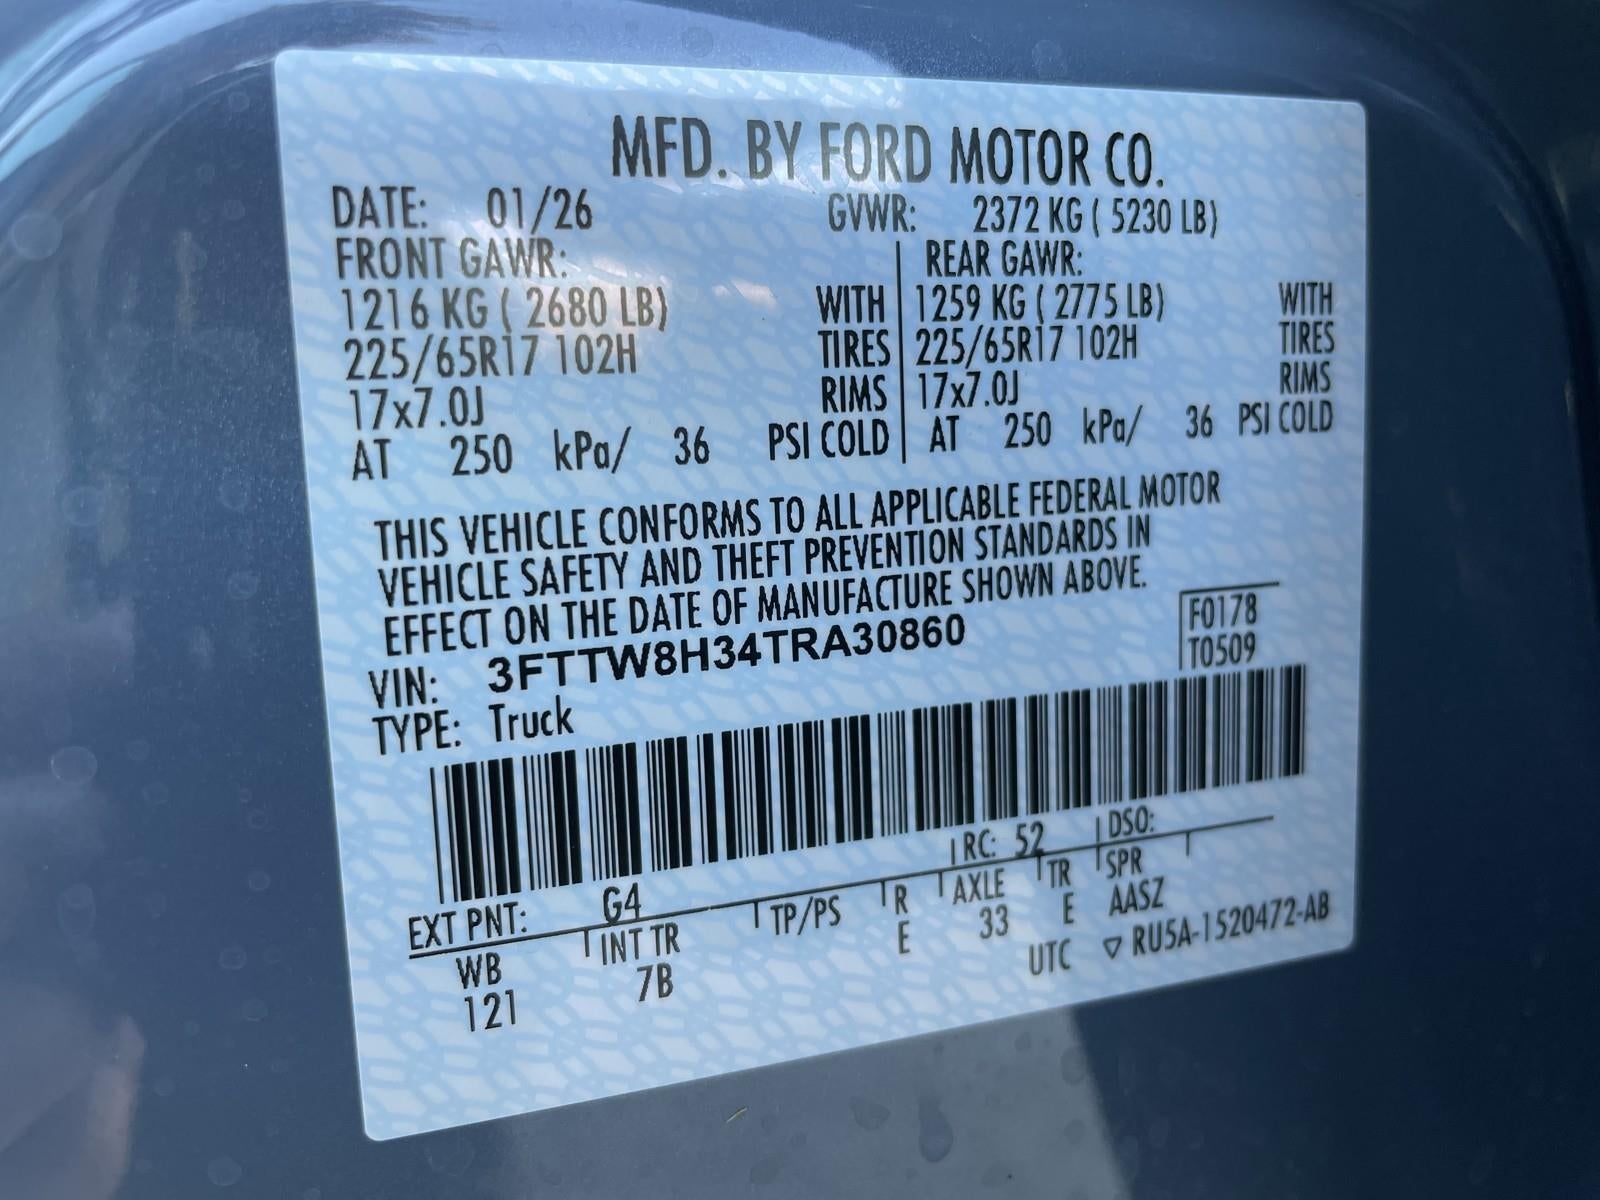 MFD. BY FORD MOTOR CO.
DATE: 01/26 GVWR: 2372 KG ( 5230 LB)
FRONT GAWR: REAR GAWR:
1216 KG ( 2680 LB) WITH 1259 KG ( 2775 LB) WITH
225/65R17 102H TIRES 225/65R17 102H TIRES
17x7.0J RIMS 17x7.0J RIMS
AT 250 kPa/ 36 PSI COLD AT 250 kPa/ 36 PSI COLD
THIS VEHICLE CONFORMS TO ALL APPLICABLE FEDERAL MOTOR
VEHICLE SAFETY AND THEFT PREVENTION STANDARDS IN
EFFECT ON THE DATE OF MANUFACTURE SHOWN ABOVE.
VIN: 3FTTW8H34TRA30860 F0178
TYPE: Truck T0509
EXT PNT: G4 RC: 52 DSO:
WB INT TR TP/PS R AXLE TR SPR
121 7B E 33 E AASZ
UTC ▽ RU5A-1520472-AB